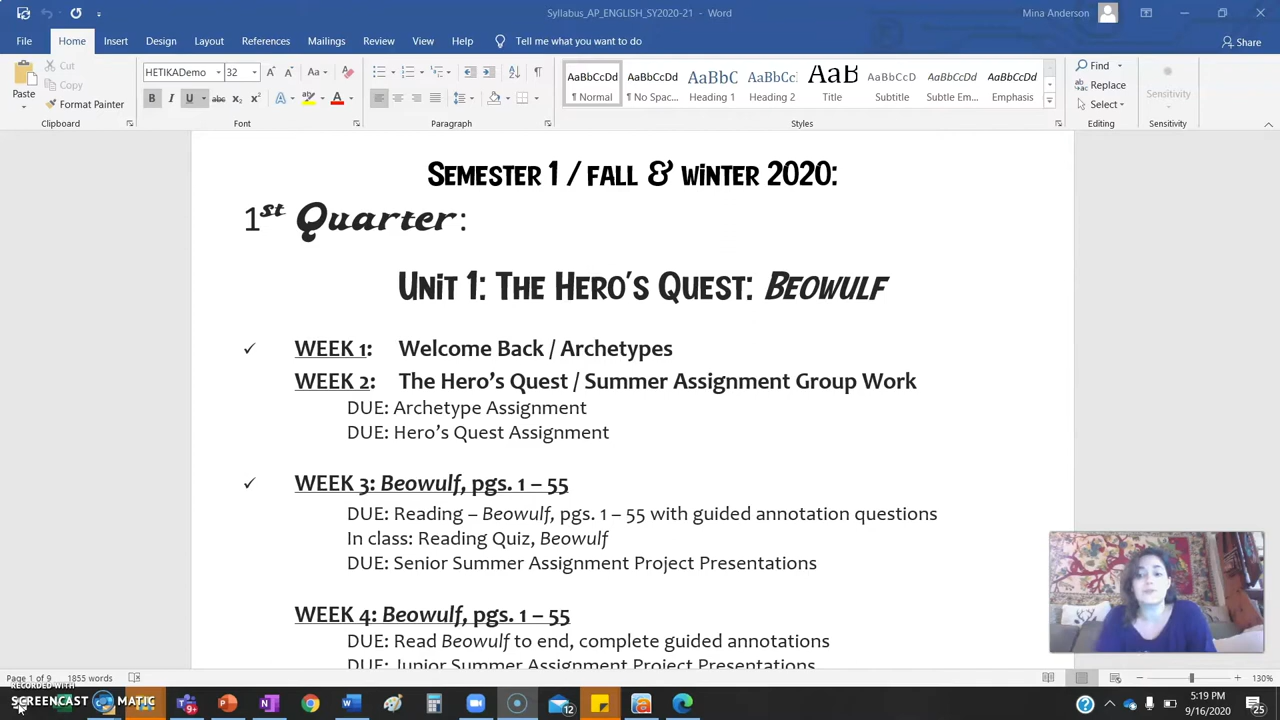 Syllabus_AP_ENGLISH_SY2020-21 - Word
Mina Anderson
File Home Insert Design Layout References Mailings Review View Help Tell me what you want to do
Share
Paste
Cut
Copy
Format Painter
Clipboard
HETIKADemo 32
Font
Paragraph
AaBbCcDd AaBbCcDd AaBbC AaBbCc AaB AaBbCcD AaBbCcDd AaBbCcDd
¶ Normal ¶ No Spac... Heading 1 Heading 2 Title Subtitle Subtle Em... Emphasis
Styles
Find
Replace
Select
Editing
Sensitivity
Sensitivity
Semester 1 / Fall & Winter 2020:
1st Quarter:
Unit 1: The Hero's Quest: Beowulf
✓ WEEK 1: Welcome Back / Archetypes
WEEK 2: The Hero's Quest / Summer Assignment Group Work
DUE: Archetype Assignment
DUE: Hero's Quest Assignment
✓ WEEK 3: Beowulf, pgs. 1 – 55
DUE: Reading – Beowulf, pgs. 1 – 55 with guided annotation questions
In class: Reading Quiz, Beowulf
DUE: Senior Summer Assignment Project Presentations
WEEK 4: Beowulf, pgs. 1 – 55
DUE: Read Beowulf to end, complete guided annotations
DUE: Junior Summer Assignment Project Presentations
Page 1 of 9 1855 words
130%
RECORDED WITH
SCREENCAST MATIC
12
5:19 PM
9/16/2020
25